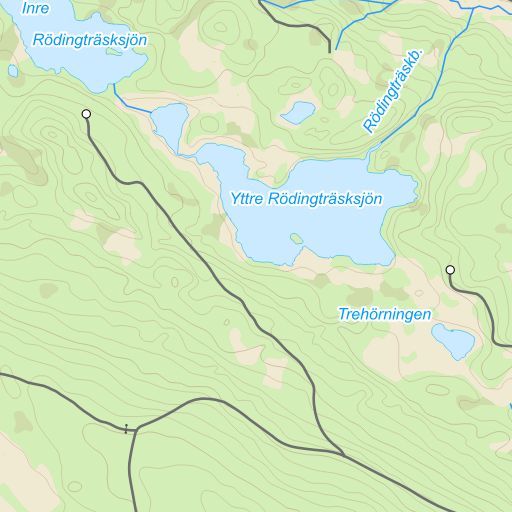 Inre
Rödingträsksjön
Rödingträskb.
Yttre Rödingträsksjön
Trehörningen